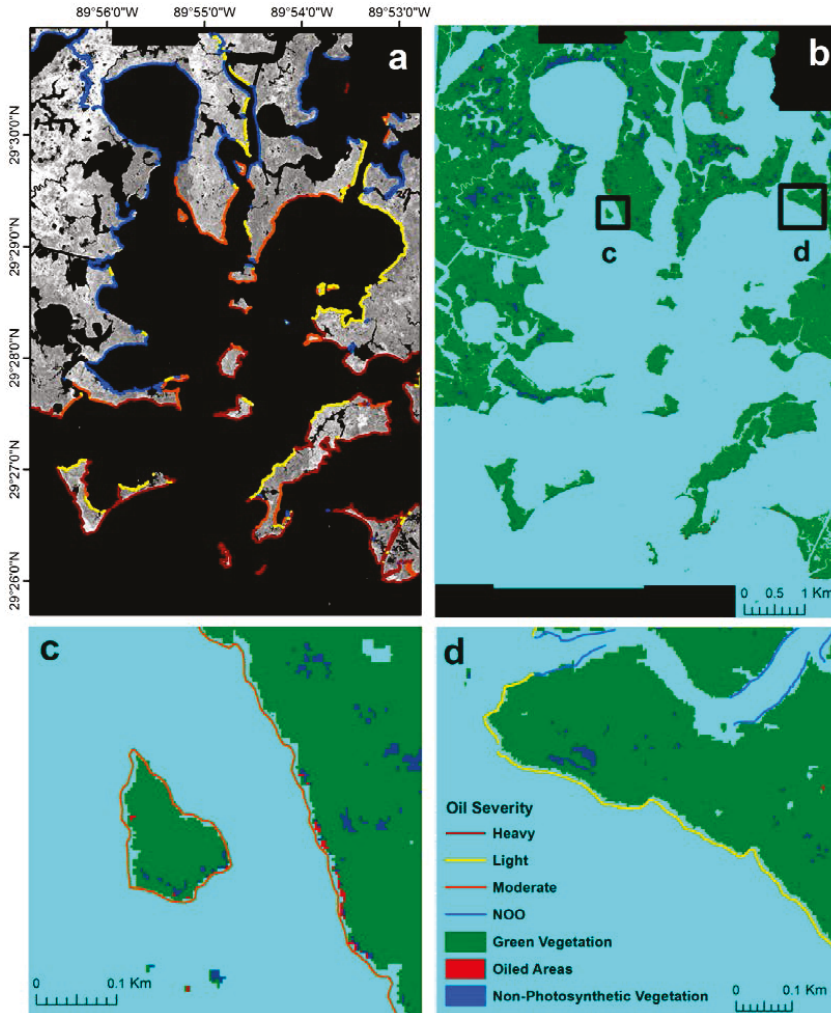 89°56'0"W 89°55'0"W 89°54'0"W 89°53'0"W
a
b
29°30'0"N
29°29'0"N
29°28'0"N
29°27'0"N
29°26'0"N
c
d
0 0.5 1 Km
c
d
Oil Severity
Heavy
Light
Moderate
NOO
Green Vegetation
Oiled Areas
Non-Photosynthetic Vegetation
0 0.1 Km
0 0.1 Km